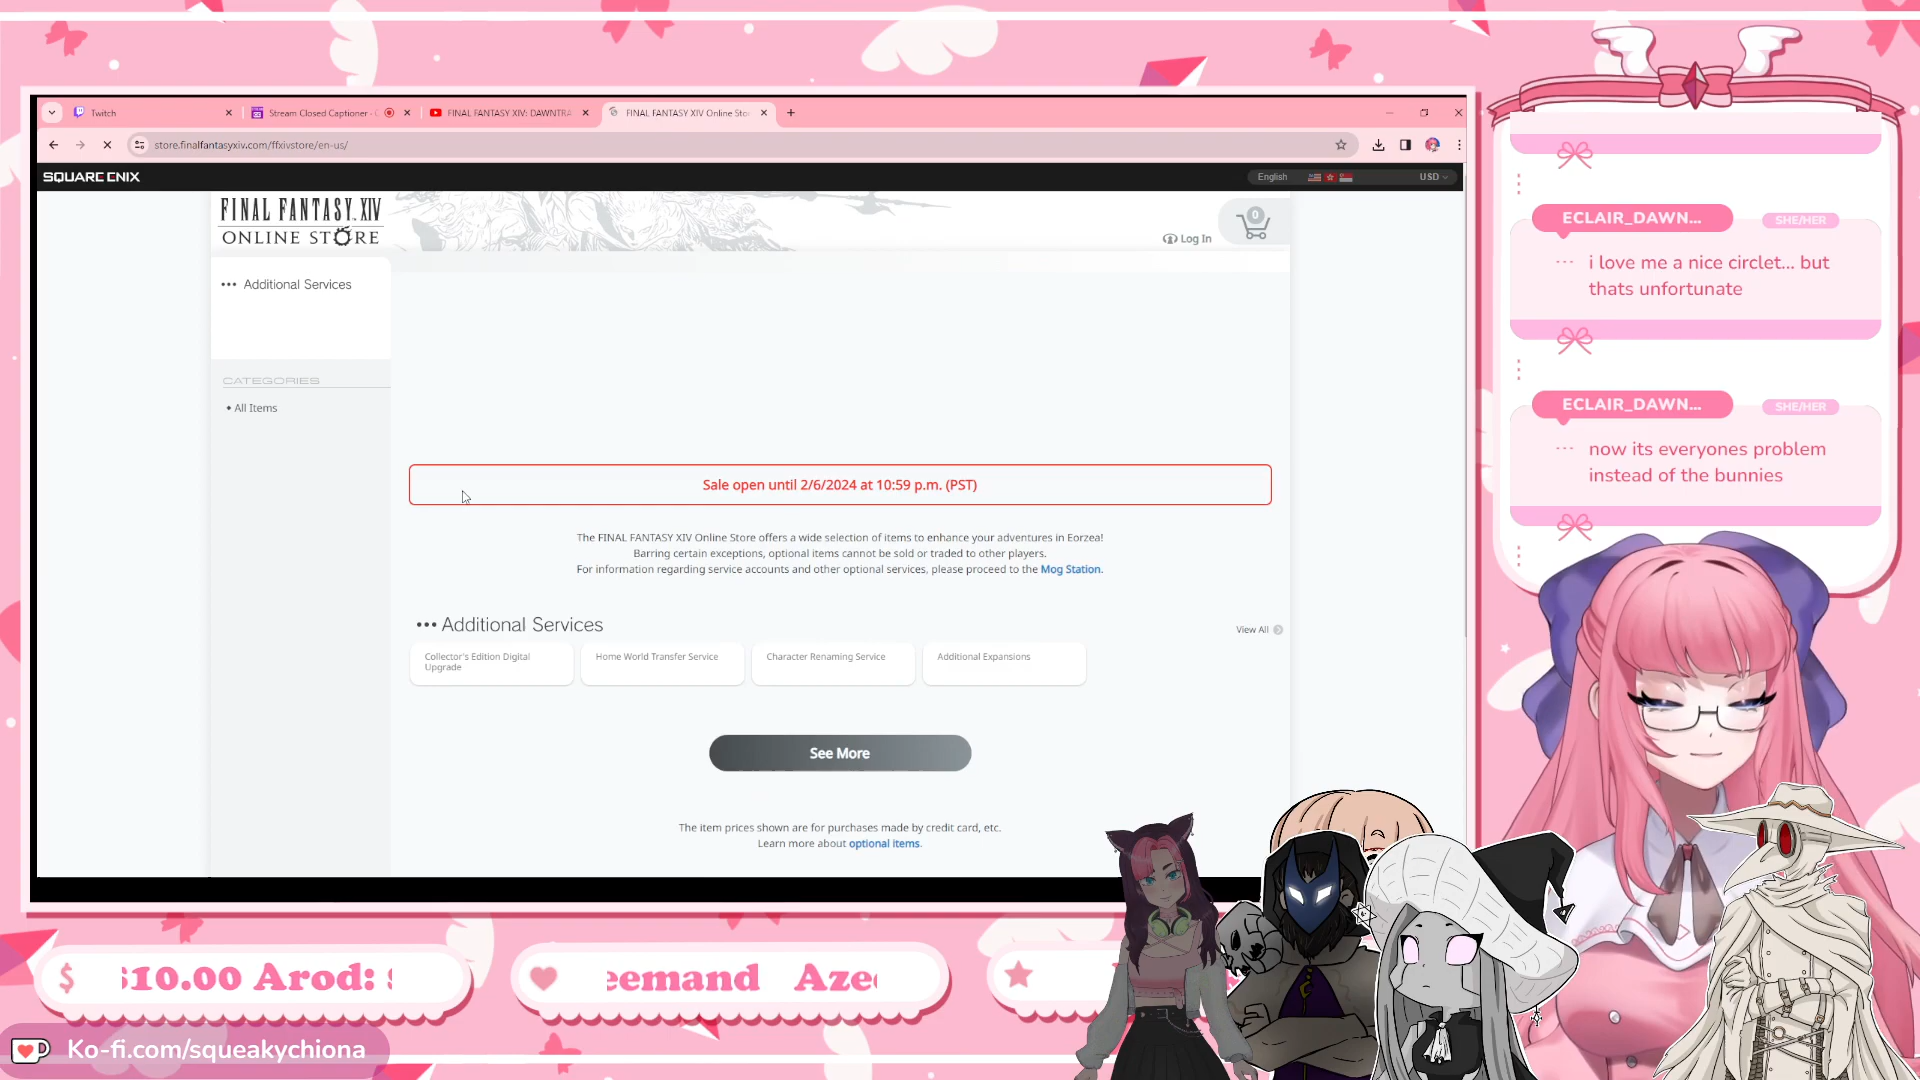 Twitch
Stream Closed Captioner - C
FINAL FANTASY XIV: DAWNTRA
FINAL FANTASY XIV Online Stor
store.finalfantasyxiv.com/ffxivstore/en-us/
SQUARE ENIX
English
USD
FINAL FANTASY XIV
ONLINE STORE
Log In
0
Additional Services
CATEGORIES
All Items
Sale open until 2/6/2024 at 10:59 p.m. (PST)
The FINAL FANTASY XIV Online Store offers a wide selection of items to enhance your adventures in Eorzea!
Barring certain exceptions, optional items cannot be sold or traded to other players.
For information regarding service accounts and other optional services, please proceed to the Mog Station.
Additional Services
View All
Collector's Edition Digital
Upgrade
Home World Transfer Service
Character Renaming Service
Additional Expansions
See More
The item prices shown are for purchases made by credit card, etc.
Learn more about optional items.
ECLAIR_DAWN...
SHE/HER
i love me a nice circlet... but
thats unfortunate
ECLAIR_DAWN...
SHE/HER
now its everyones problem
instead of the bunnies
$10.00 Arod:
eemand Aze
Ko-fi.com/squeakychiona